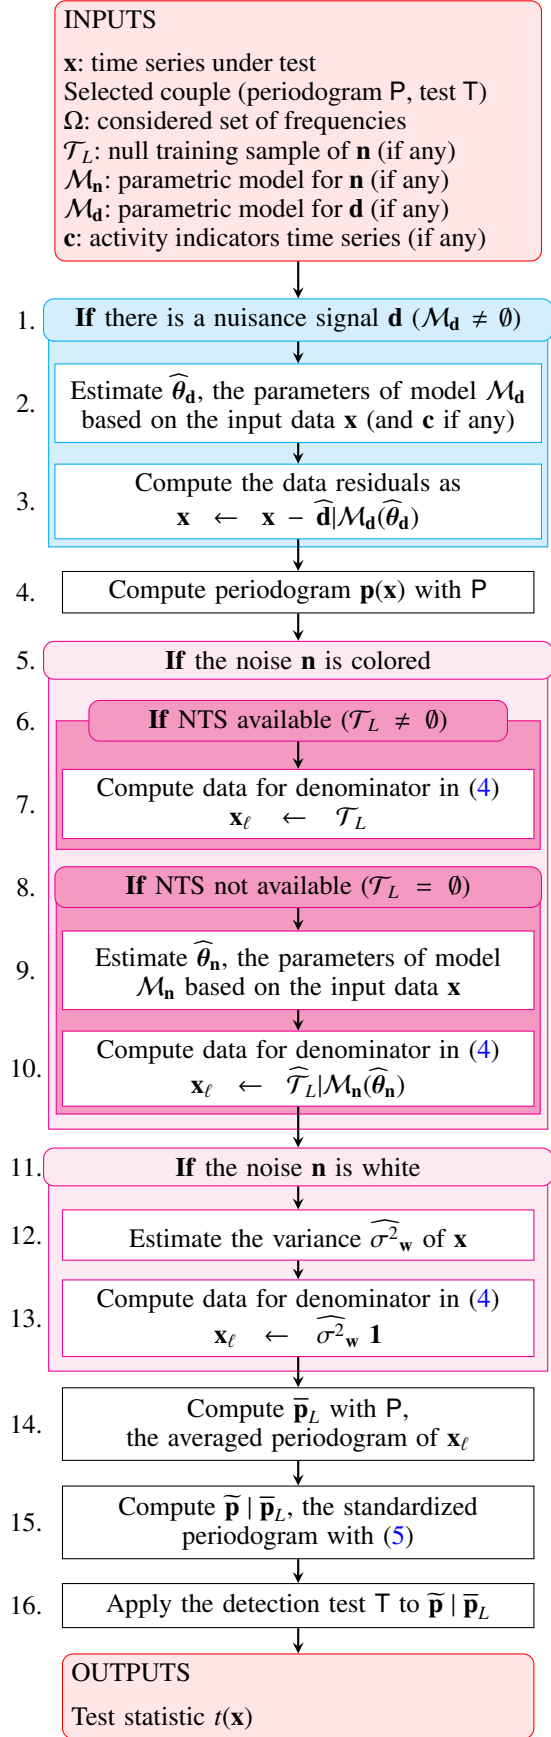 INPUTS
x: time series under test
Selected couple (periodogram P, test T)
Ω: considered set of frequencies
𝒯_L: null training sample of n (if any)
ℳ_n: parametric model for n (if any)
ℳ_d: parametric model for d (if any)
c: activity indicators time series (if any)
1. If there is a nuisance signal d (ℳ_d ≠ ∅)
2. Estimate θ̂_d, the parameters of model ℳ_d
based on the input data x (and c if any)
3. Compute the data residuals as
x ← x − d̂|ℳ_d(θ̂_d)
4. Compute periodogram p(x) with P
5. If the noise n is colored
6. If NTS available (𝒯_L ≠ ∅)
7. Compute data for denominator in (4)
x_ℓ ← 𝒯_L
8. If NTS not available (𝒯_L = ∅)
9. Estimate θ̂_n, the parameters of model
ℳ_n based on the input data x
10. Compute data for denominator in (4)
x_ℓ ← 𝒯̂_L|ℳ_n(θ̂_n)
11. If the noise n is white
12. Estimate the variance σ̂²_w of x
13. Compute data for denominator in (4)
x_ℓ ← σ̂²_w 1
14. Compute p̄_L with P,
the averaged periodogram of x_ℓ
15. Compute p̃ | p̄_L, the standardized
periodogram with (5)
16. Apply the detection test T to p̃ | p̄_L
OUTPUTS
Test statistic t(x)